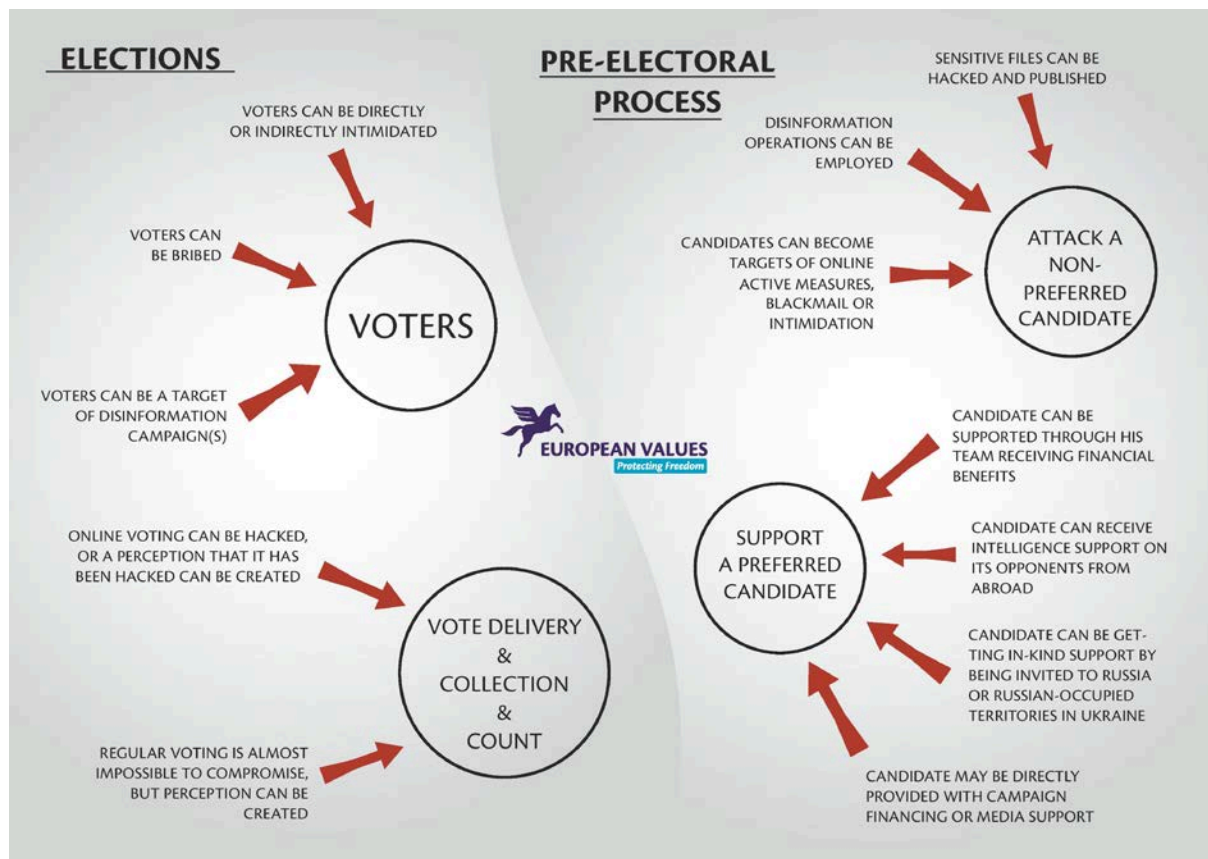 ELECTIONS
VOTERS CAN BE DIRECTLY
OR INDIRECTLY INTIMIDATED
VOTERS CAN
BE BRIBED
VOTERS
VOTERS CAN BE A TARGET
OF DISINFORMATION
CAMPAIGN(S)
ONLINE VOTING CAN BE HACKED,
OR A PERCEPTION THAT IT HAS
BEEN HACKED CAN BE CREATED
VOTE DELIVERY
&
COLLECTION
&
COUNT
REGULAR VOTING IS ALMOST
IMPOSSIBLE TO COMPROMISE,
BUT PERCEPTION CAN BE
CREATED
EUROPEAN VALUES
Protecting Freedom
PRE-ELECTORAL
PROCESS
SENSITIVE FILES CAN BE
HACKED AND PUBLISHED
DISINFORMATION
OPERATIONS CAN BE
EMPLOYED
CANDIDATES CAN BECOME
TARGETS OF ONLINE
ACTIVE MEASURES,
BLACKMAIL OR
INTIMIDATION
ATTACK A
NON-
PREFERRED
CANDIDATE
CANDIDATE CAN BE
SUPPORTED THROUGH HIS
TEAM RECEIVING FINANCIAL
BENEFITS
SUPPORT
A PREFERRED
CANDIDATE
CANDIDATE CAN RECEIVE
INTELLIGENCE SUPPORT ON
ITS OPPONENTS FROM
ABROAD
CANDIDATE CAN BE GET-
TING IN-KIND SUPPORT BY
BEING INVITED TO RUSSIA
OR RUSSIAN-OCCUPIED
TERRITORIES IN UKRAINE
CANDIDATE MAY BE DIRECTLY
PROVIDED WITH CAMPAIGN
FINANCING OR MEDIA SUPPORT